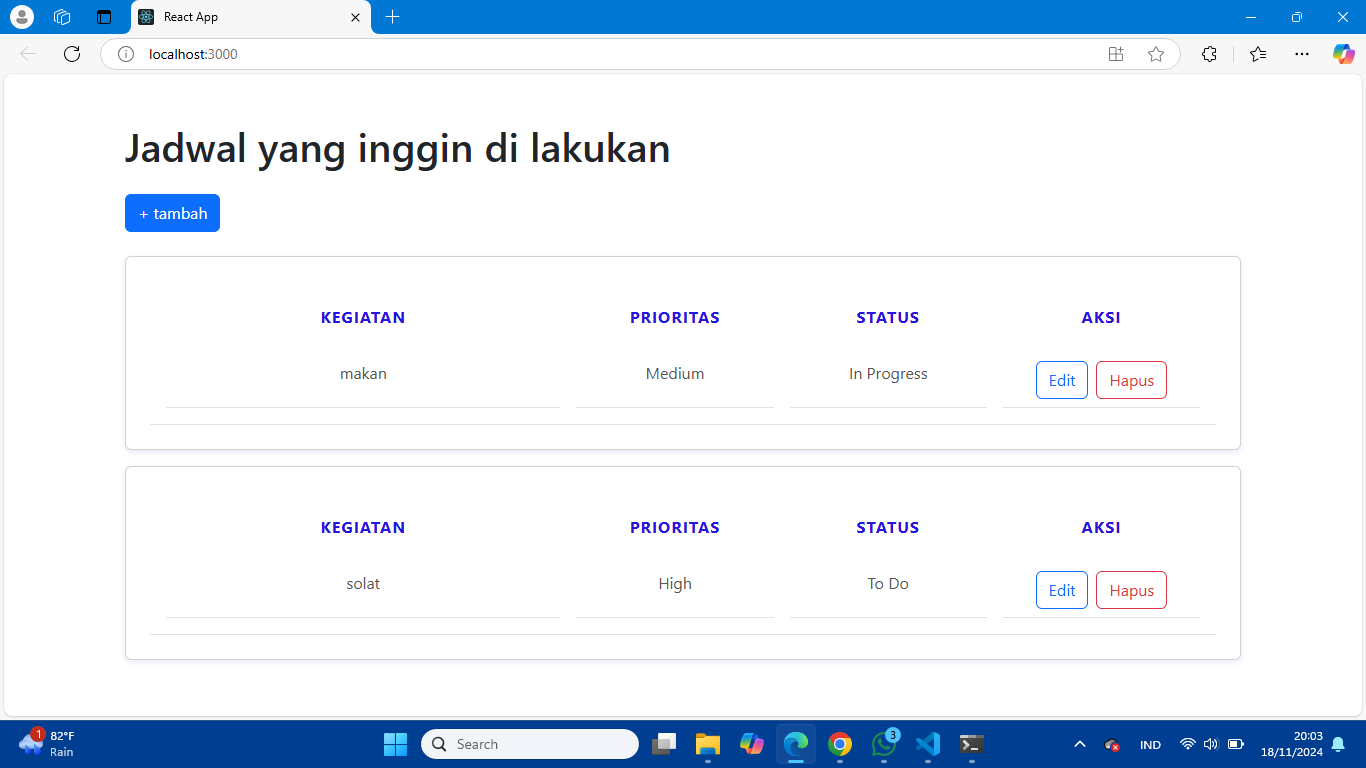 React App
localhost:3000
Jadwal yang inggin di lakukan
+ tambah
KEGIATAN PRIORITAS STATUS AKSI
makan Medium In Progress Edit Hapus
KEGIATAN PRIORITAS STATUS AKSI
solat High To Do Edit Hapus
1 82°F
Rain
Search
3
IND
20:03
18/11/2024